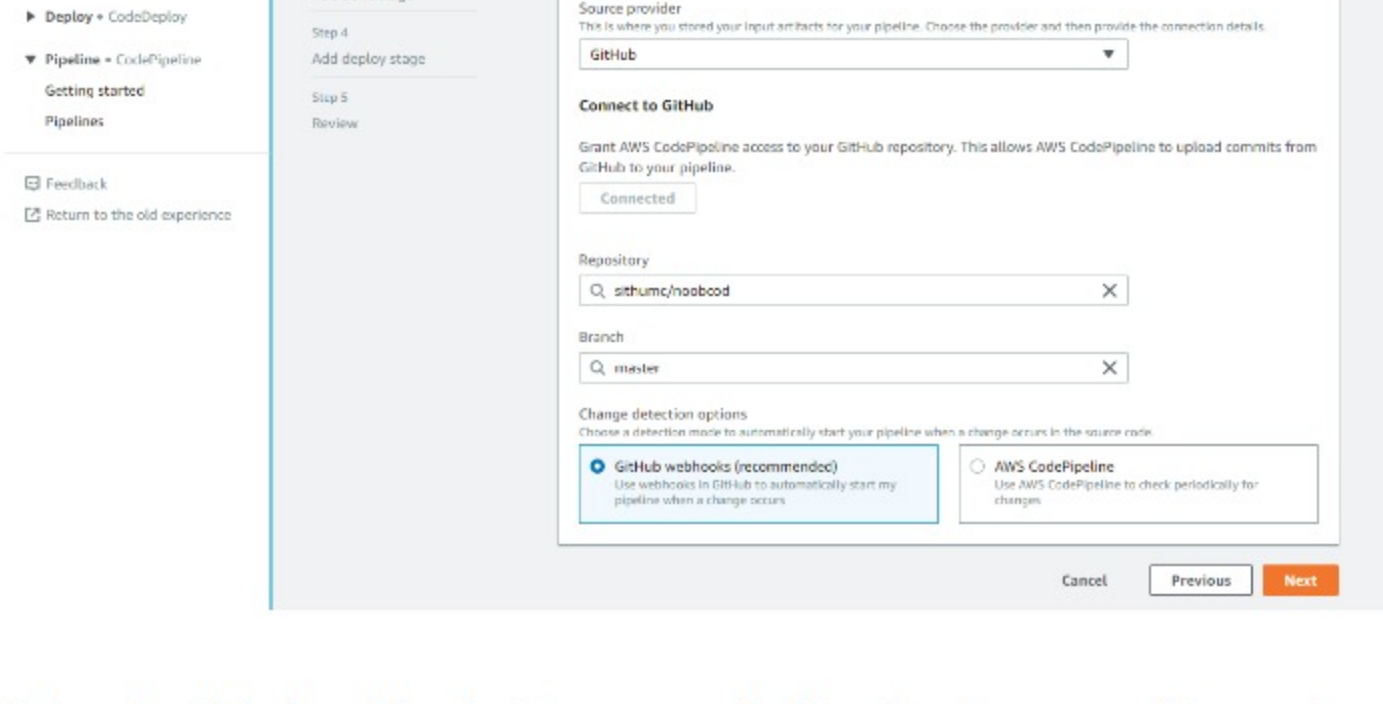 Deploy • CodeDeploy
Pipeline • CodePipeline
Getting started
Pipelines
Feedback
Return to the old experience
Step 4
Add deploy stage
Step 5
Review
Source provider
This is where you stored your input artifacts for your pipeline. Choose the provider and then provide the connection details.
GitHub
Connect to GitHub
Grant AWS CodePipeline access to your GitHub repository. This allows AWS CodePipeline to upload commits from
GitHub to your pipeline.
Connected
Repository
sithumc/noobcod
Branch
master
Change detection options
Choose a detection mode to automatically start your pipeline when a change occurs in the source code.
GitHub webhooks (recommended)
Use webhooks in GitHub to automatically start my
pipeline when a change occurs
AWS CodePipeline
Use AWS CodePipeline to check periodically for
changes
Cancel
Previous
Next